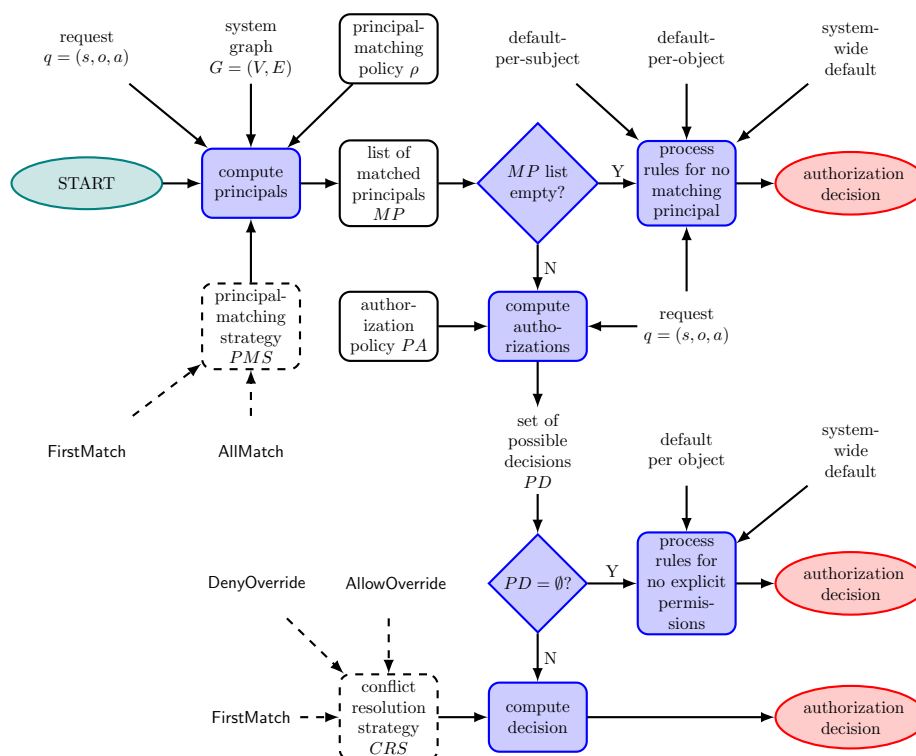 request
q = (s, o, a)
system
graph
G = (V, E)
principal-
matching
policy ρ
default-
per-subject
default-
per-object
system-
wide
default
START
compute
principals
list of
matched
principals
MP
MP list
empty?
Y
process
rules for no
matching
principal
authorization
decision
N
principal-
matching
strategy
PMS
author-
ization
policy PA
compute
autho-
rizations
request
q = (s, o, a)
FirstMatch
AllMatch
set of
possible
decisions
PD
default
per object
system-
wide
default
DenyOverride
AllowOverride
PD = ∅?
Y
process
rules for
no explicit
permis-
sions
authorization
decision
N
FirstMatch
conflict
resolution
strategy
CRS
compute
decision
authorization
decision